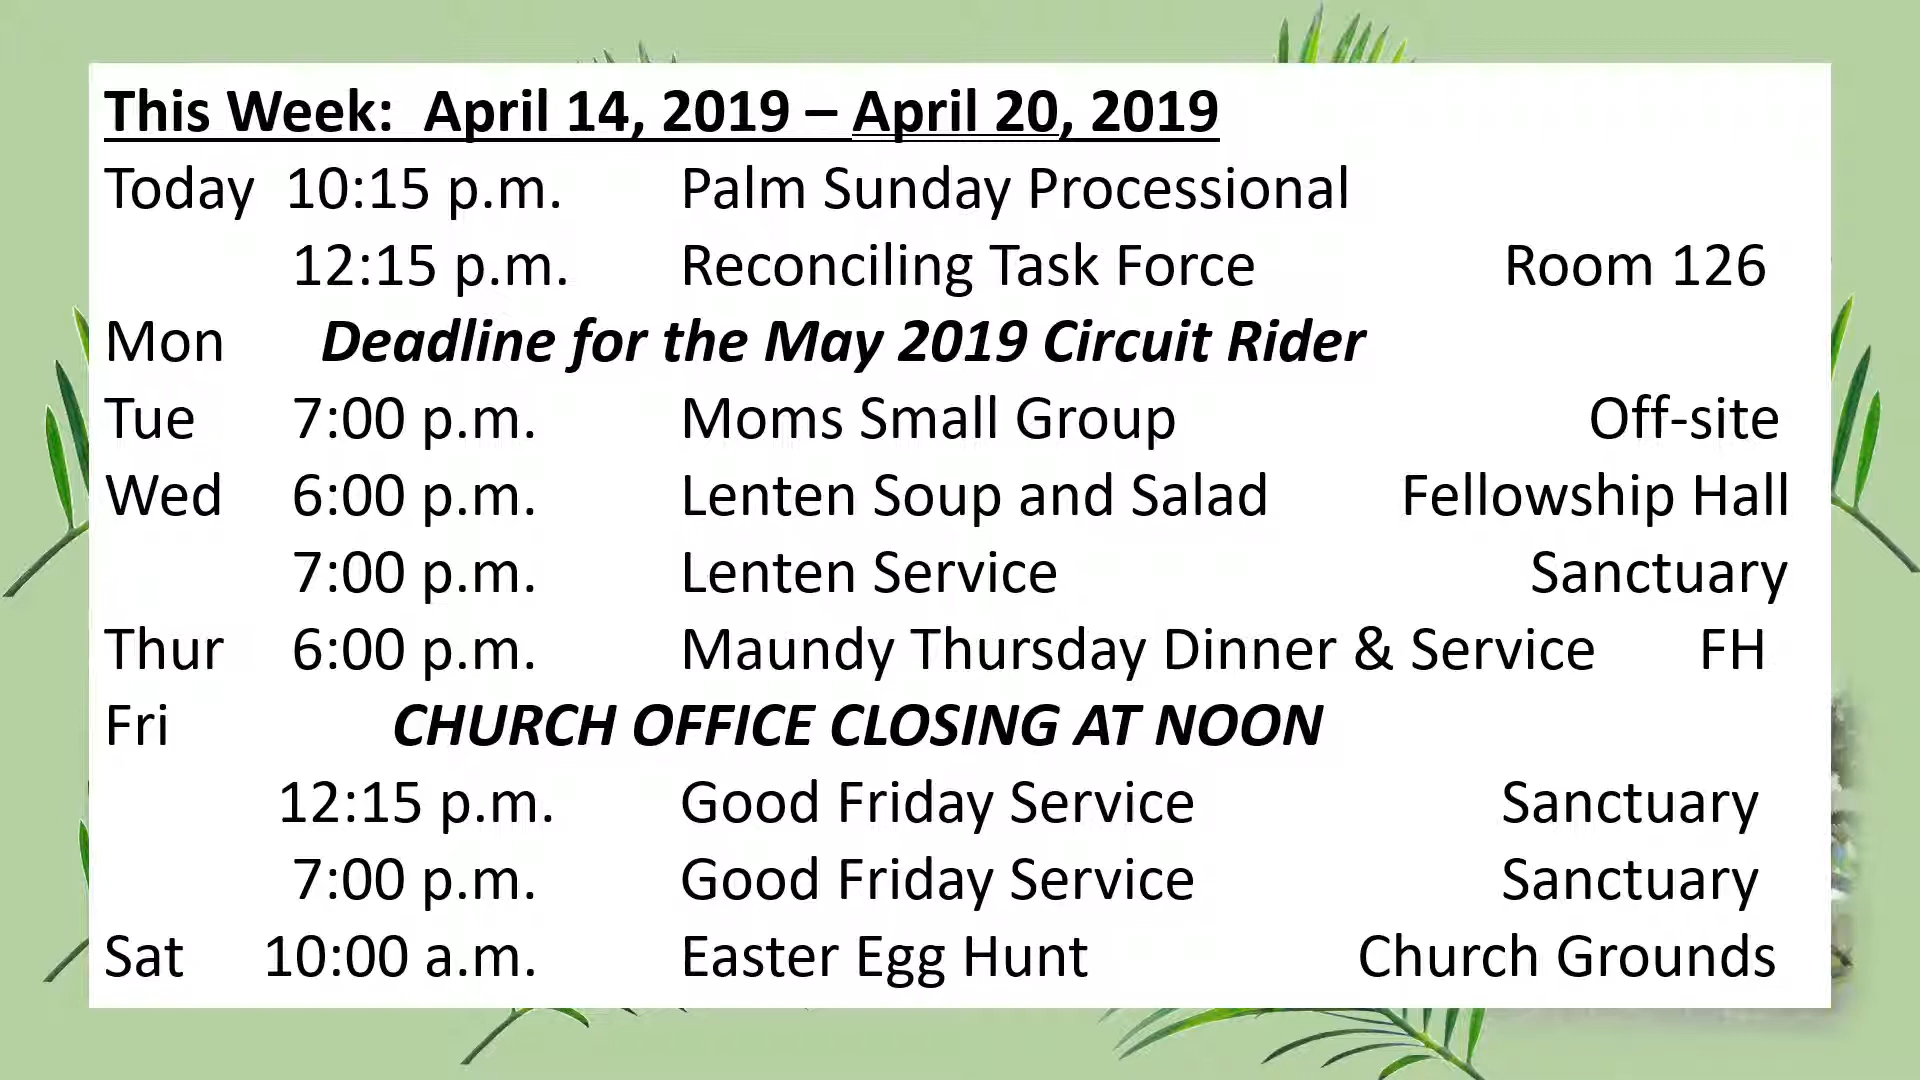 This Week: April 14, 2019 – April 20, 2019
Today 10:15 p.m. Palm Sunday Processional
12:15 p.m. Reconciling Task Force Room 126
Mon Deadline for the May 2019 Circuit Rider
Tue 7:00 p.m. Moms Small Group Off-site
Wed 6:00 p.m. Lenten Soup and Salad Fellowship Hall
7:00 p.m. Lenten Service Sanctuary
Thur 6:00 p.m. Maundy Thursday Dinner & Service FH
Fri CHURCH OFFICE CLOSING AT NOON
12:15 p.m. Good Friday Service Sanctuary
7:00 p.m. Good Friday Service Sanctuary
Sat 10:00 a.m. Easter Egg Hunt Church Grounds